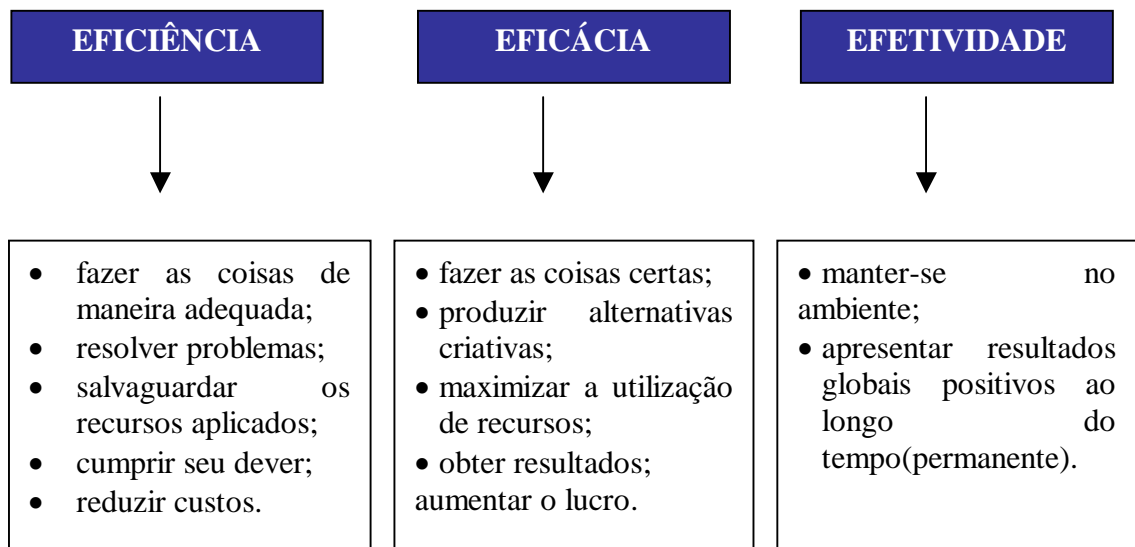 EFICIÊNCIA
• fazer as coisas de
maneira adequada;
• resolver problemas;
• salvaguardar os
recursos aplicados;
• cumprir seu dever;
• reduzir custos.
EFICÁCIA
• fazer as coisas certas;
• produzir alternativas
criativas;
• maximizar a utilização
de recursos;
• obter resultados;
aumentar o lucro.
EFETIVIDADE
• manter-se no
ambiente;
• apresentar resultados
globais positivos ao
longo do
tempo(permanente).